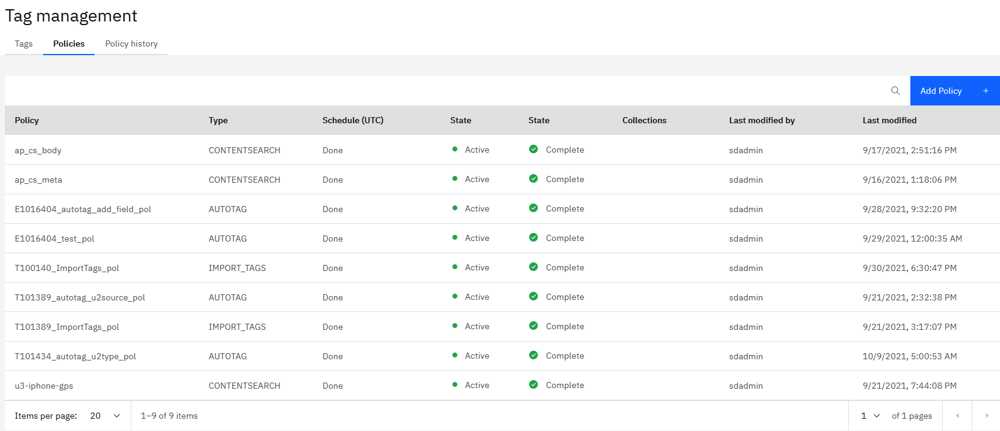 Tag management
Tags Policies Policy history
Add Policy +
Policy Type Schedule (UTC) State State Collections Last modified by Last modified
ap_cs_body CONTENTSEARCH Done Active Complete sdadmin 9/17/2021, 2:51:16 PM
ap_cs_meta CONTENTSEARCH Done Active Complete sdadmin 9/16/2021, 1:18:06 PM
E1016404_autotag_add_field_pol AUTOTAG Done Active Complete sdadmin 9/28/2021, 9:32:20 PM
E1016404_test_pol AUTOTAG Done Active Complete sdadmin 9/29/2021, 12:00:35 AM
T100140_ImportTags_pol IMPORT_TAGS Done Active Complete sdadmin 9/30/2021, 6:30:47 PM
T101389_autotag_u2source_pol AUTOTAG Done Active Complete sdadmin 9/21/2021, 2:32:38 PM
T101389_ImportTags_pol IMPORT_TAGS Done Active Complete sdadmin 9/21/2021, 3:17:07 PM
T101434_autotag_u2type_pol AUTOTAG Done Active Complete sdadmin 10/9/2021, 5:00:53 AM
u3-iphone-gps CONTENTSEARCH Done Active Complete sdadmin 9/21/2021, 7:44:08 PM
Items per page: 20 1–9 of 9 items 1 of 1 pages